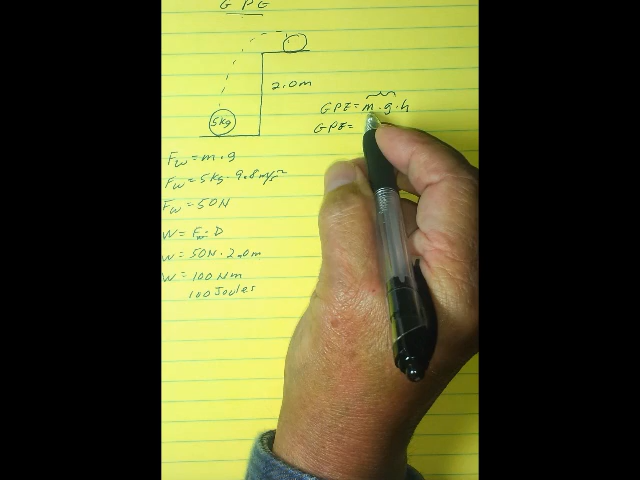 GPG
2.0m
5Kg
GPE = m · g · h
GPE =
Fw = m · g
Fw = 5Kg · 9.8 m/s²
Fw = 50N
W = Fw · D
W = 50N · 2.0m
W = 100 Nm
100 Joules